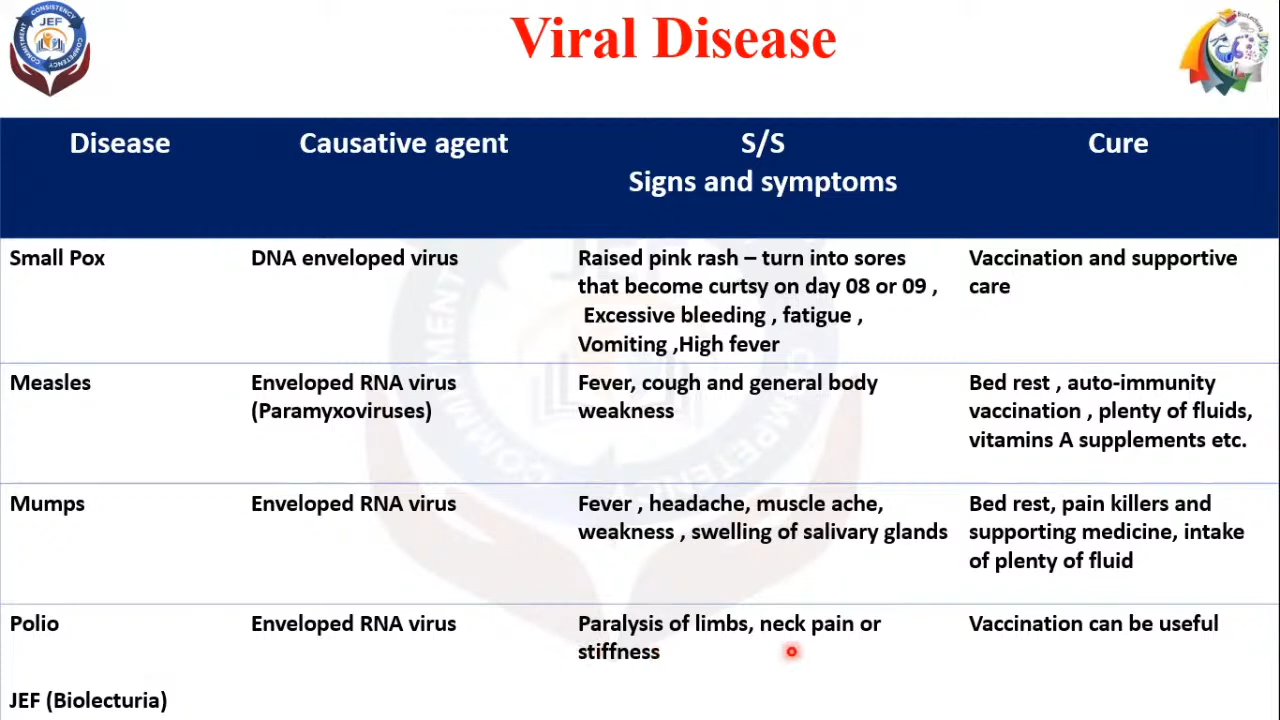 CONSISTENCY
COMMITMENT
COMPETENCY
JEF
Viral Disease
Disease Causative agent S/S Cure
Signs and symptoms
Small Pox DNA enveloped virus Raised pink rash – turn into sores Vaccination and supportive
that become curtsy on day 08 or 09 , care
Excessive bleeding , fatigue ,
Vomiting ,High fever
Measles Enveloped RNA virus Fever, cough and general body Bed rest , auto-immunity
(Paramyxoviruses) weakness vaccination , plenty of fluids,
vitamins A supplements etc.
Mumps Enveloped RNA virus Fever , headache, muscle ache, Bed rest, pain killers and
weakness , swelling of salivary glands supporting medicine, intake
of plenty of fluid
Polio Enveloped RNA virus Paralysis of limbs, neck pain or Vaccination can be useful
stiffness
JEF (Biolecturia)